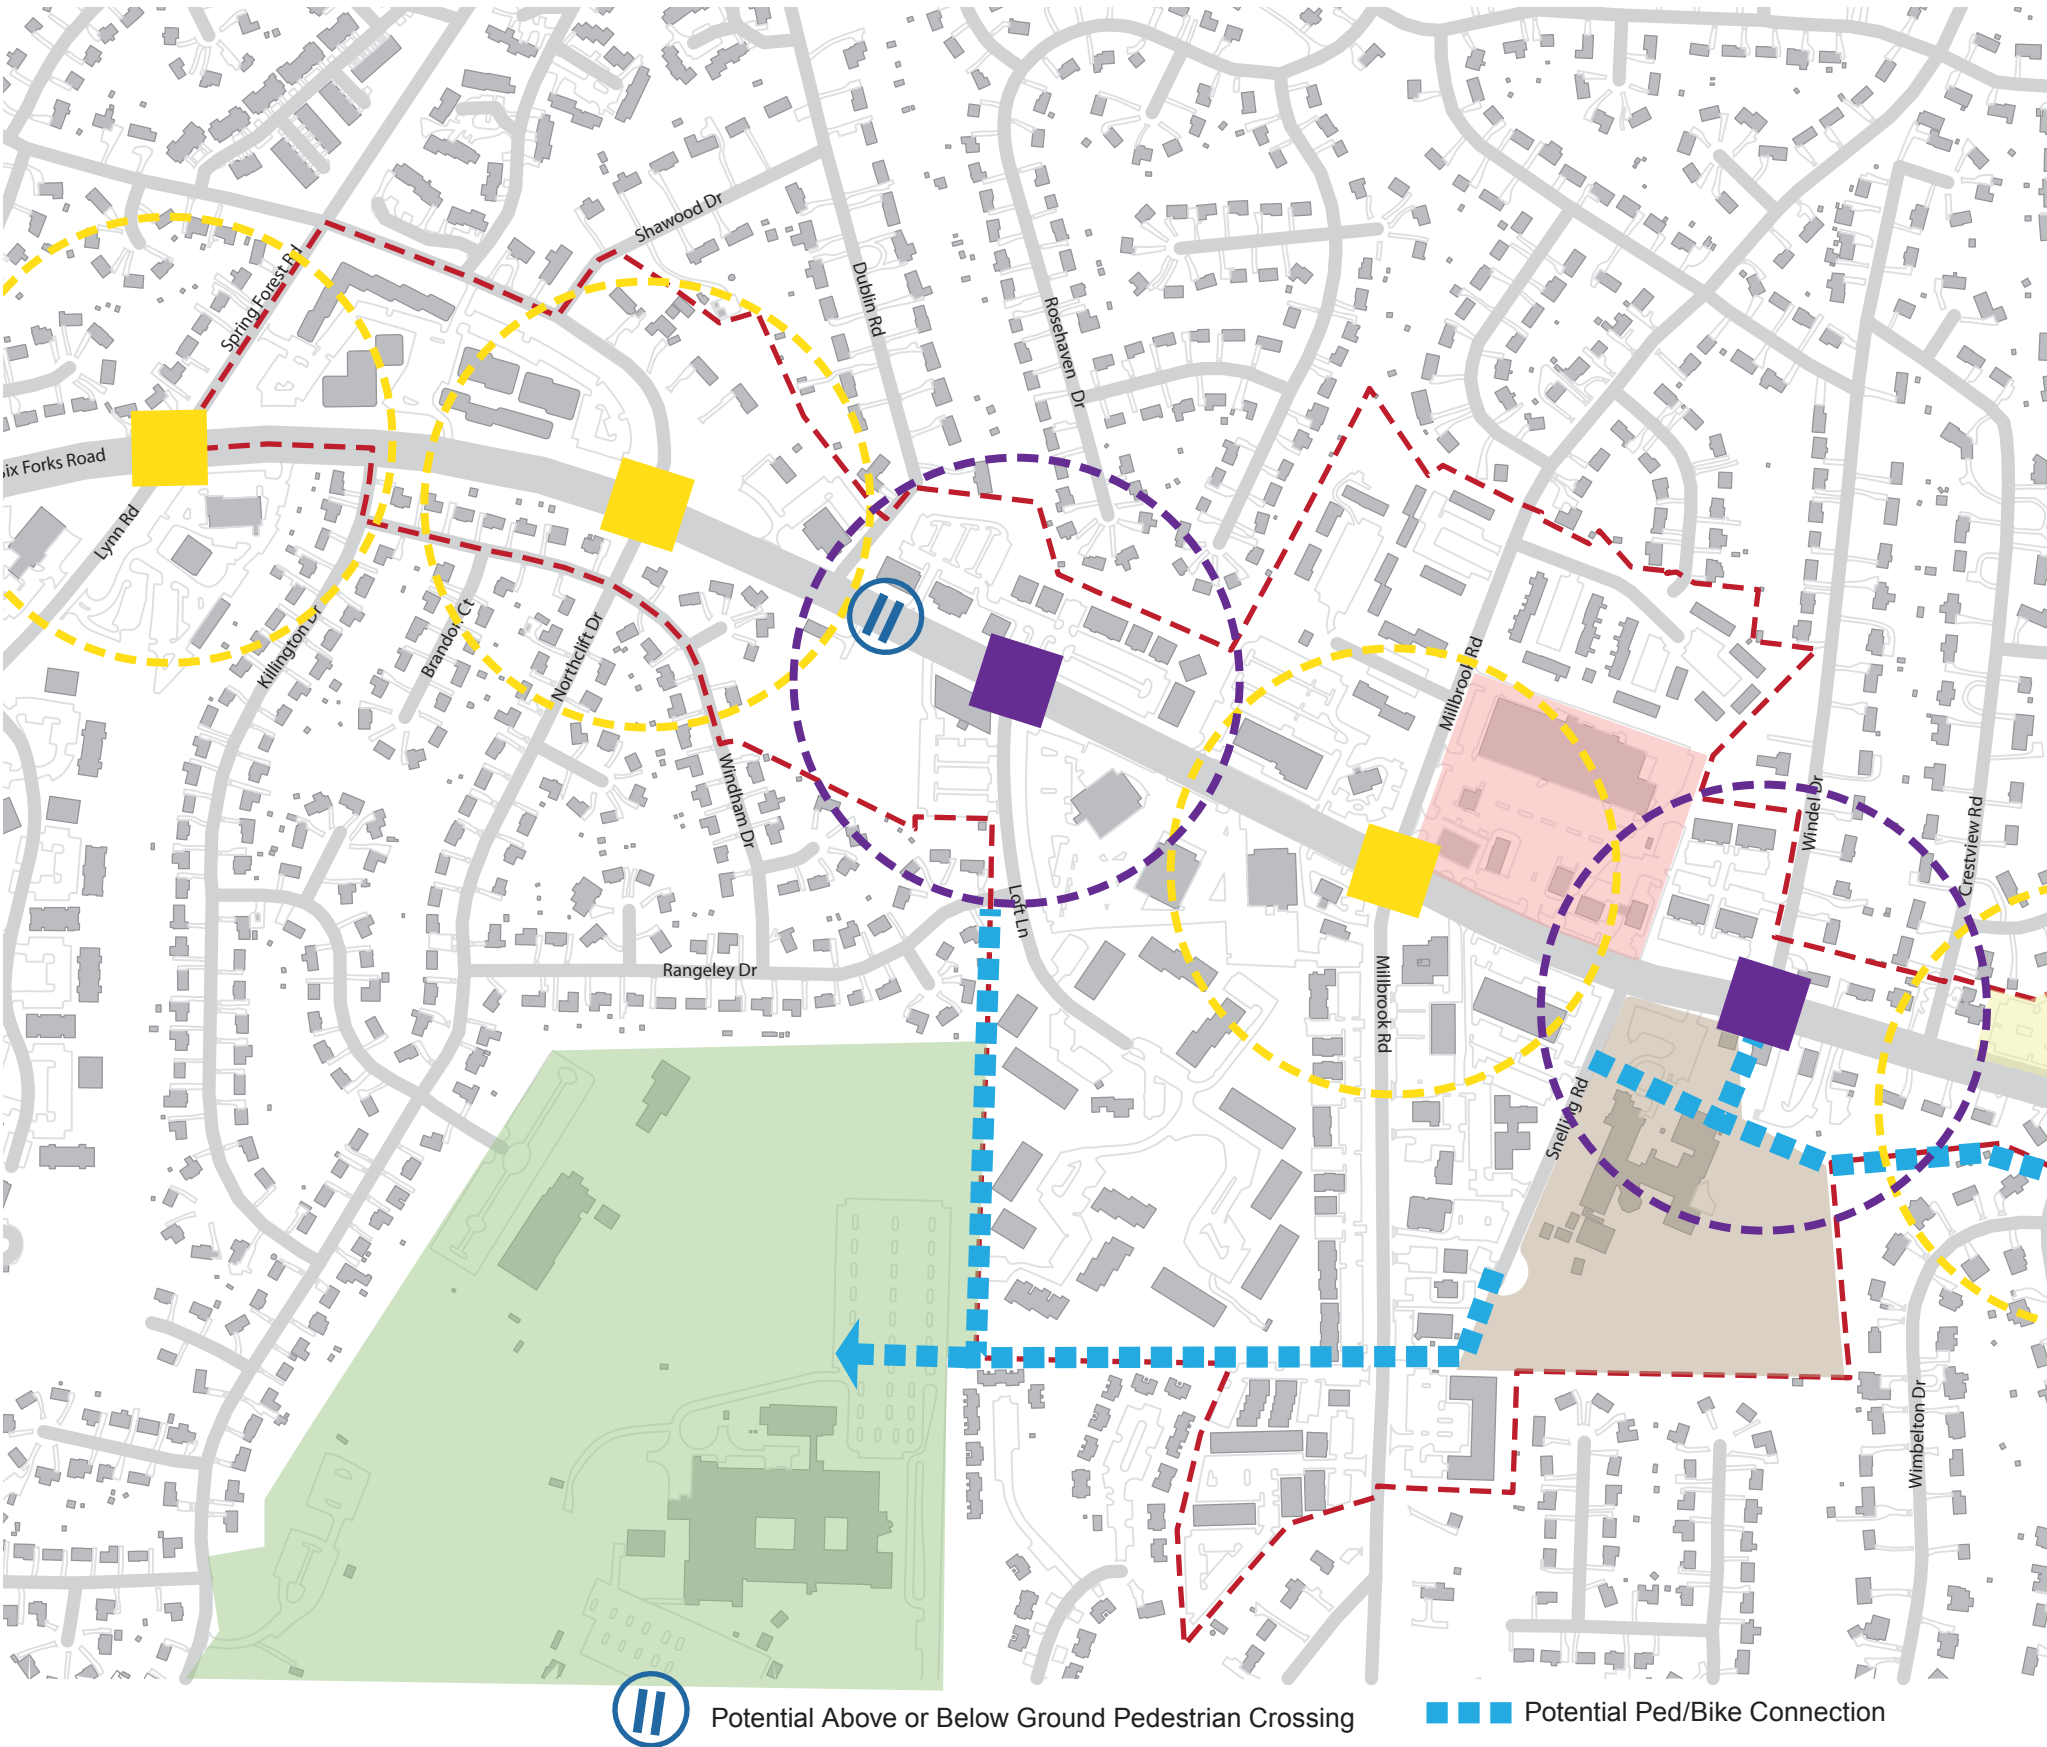 Shawood Dr
Spring Forest Rd
Dublin Rd
Rosehaven Dr
ix Forks Road
Lynn Rd
Killington Dr
Brandon Ct
Northclift Dr
Millbrook Rd
Windham Dr
Windel Dr
Crestview Rd
Loft Ln
Rangeley Dr
Millbrook Rd
Snelling Rd
Wimbelton Dr
Potential Above or Below Ground Pedestrian Crossing
Potential Ped/Bike Connection